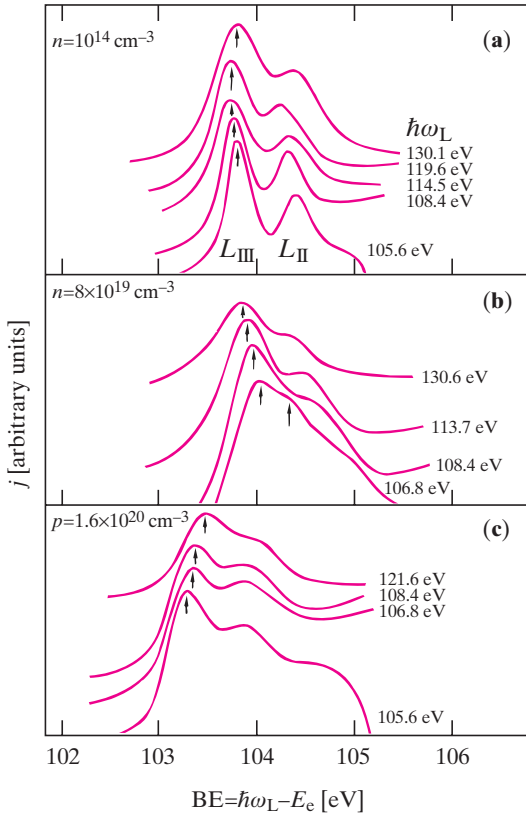 n=10¹⁴ cm⁻³
(a)
ħω_L
130.1 eV
119.6 eV
114.5 eV
108.4 eV
105.6 eV
L_III
L_II
n=8×10¹⁹ cm⁻³
(b)
130.6 eV
113.7 eV
108.4 eV
106.8 eV
p=1.6×10²⁰ cm⁻³
(c)
121.6 eV
108.4 eV
106.8 eV
105.6 eV
j [arbitrary units]
102 103 104 105 106
BE=ħω_L–E_e [eV]